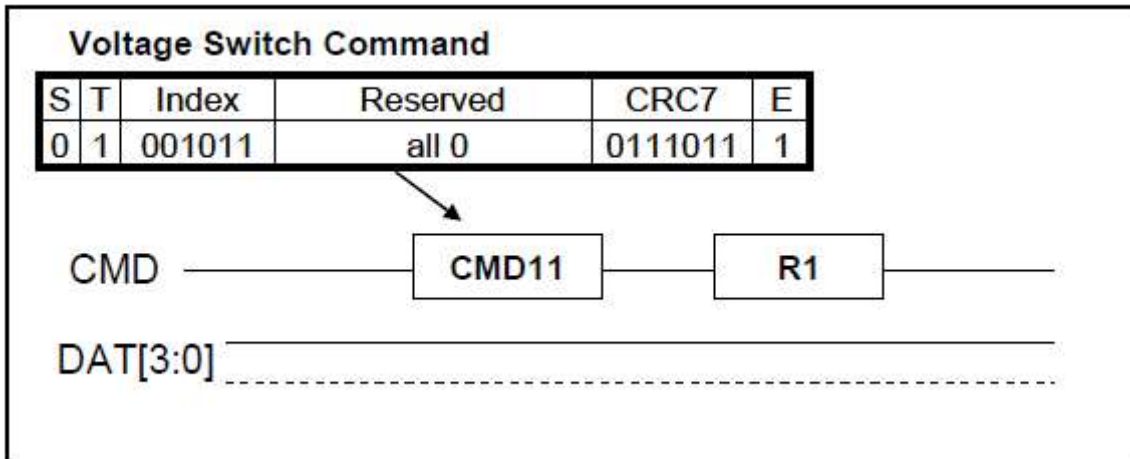 Voltage Switch Command
S T Index Reserved CRC7 E
0 1 001011 all 0 0111011 1
CMD CMD11 R1
DAT[3:0]